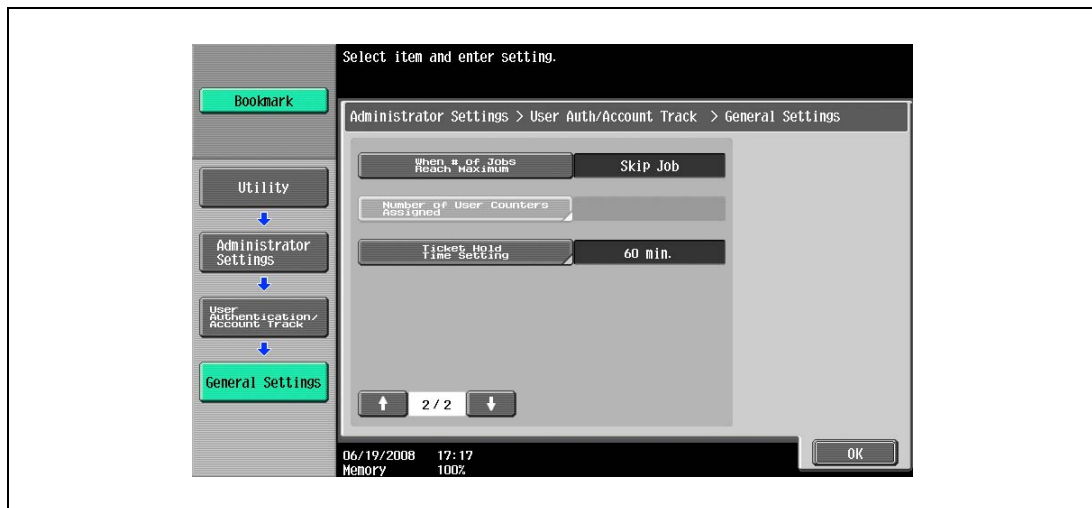 Select item and enter setting.
Bookmark
Administrator Settings > User Auth/Account Track > General Settings
When # of Jobs
Reach Maximum
Skip Job
Utility
Number of User Counters
Assigned
Administrator
Settings
Ticket Hold
Time Setting
60 min.
User
Authentication/
Account Track
General Settings
2/2
06/19/2008 17:17
Memory 100%
OK